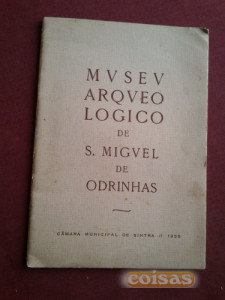 MVSEV
ARQVEO
LOGICO
DE
S. MIGVEL
DE
ODRINHAS
CÂMARA MUNICIPAL DE SINTRA
coisas